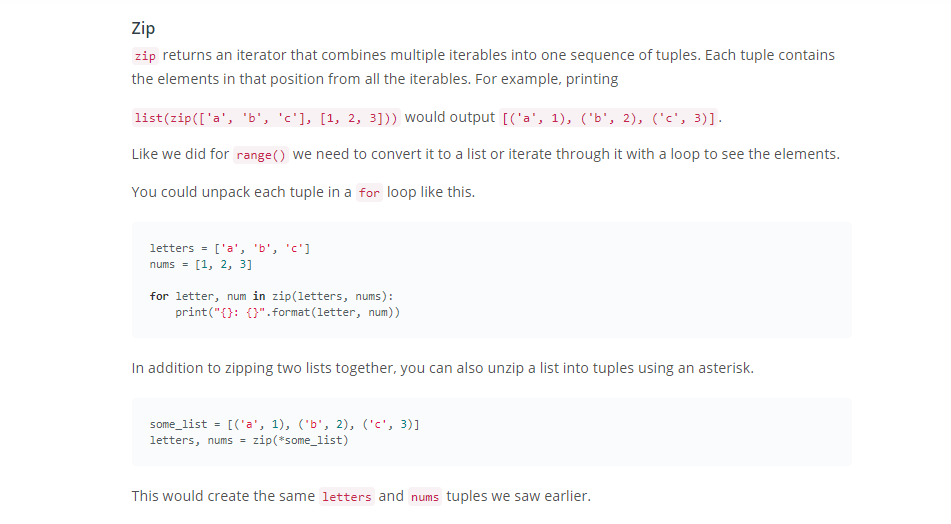 Zip
zip returns an iterator that combines multiple iterables into one sequence of tuples. Each tuple contains
the elements in that position from all the iterables. For example, printing
list(zip(['a', 'b', 'c'], [1, 2, 3])) would output [('a', 1), ('b', 2), ('c', 3)].
Like we did for range() we need to convert it to a list or iterate through it with a loop to see the elements.
You could unpack each tuple in a for loop like this.
letters = ['a', 'b', 'c']
nums = [1, 2, 3]
for letter, num in zip(letters, nums):
    print("{}: {}".format(letter, num))
In addition to zipping two lists together, you can also unzip a list into tuples using an asterisk.
some_list = [('a', 1), ('b', 2), ('c', 3)]
letters, nums = zip(*some_list)
This would create the same letters and nums tuples we saw earlier.